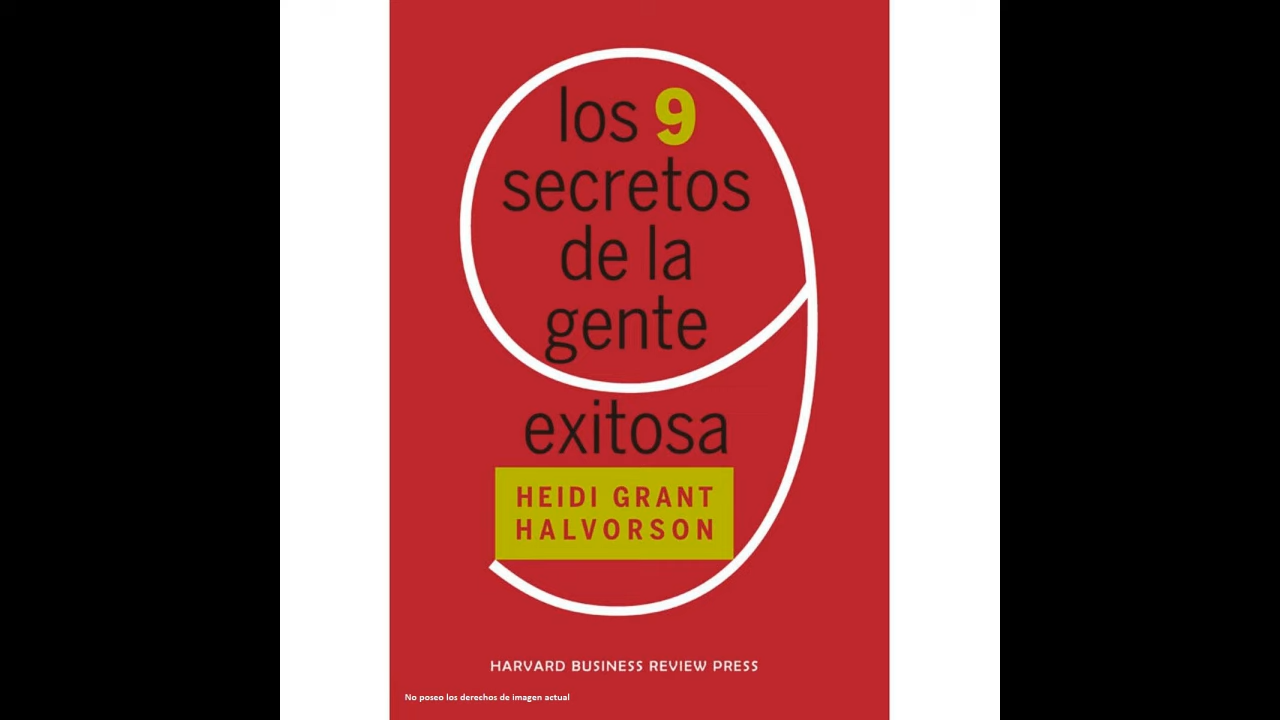 los 9
secretos
de la
gente
exitosa
HEIDI GRANT
HALVORSON
HARVARD BUSINESS REVIEW PRESS
No poseo los derechos de imagen actual